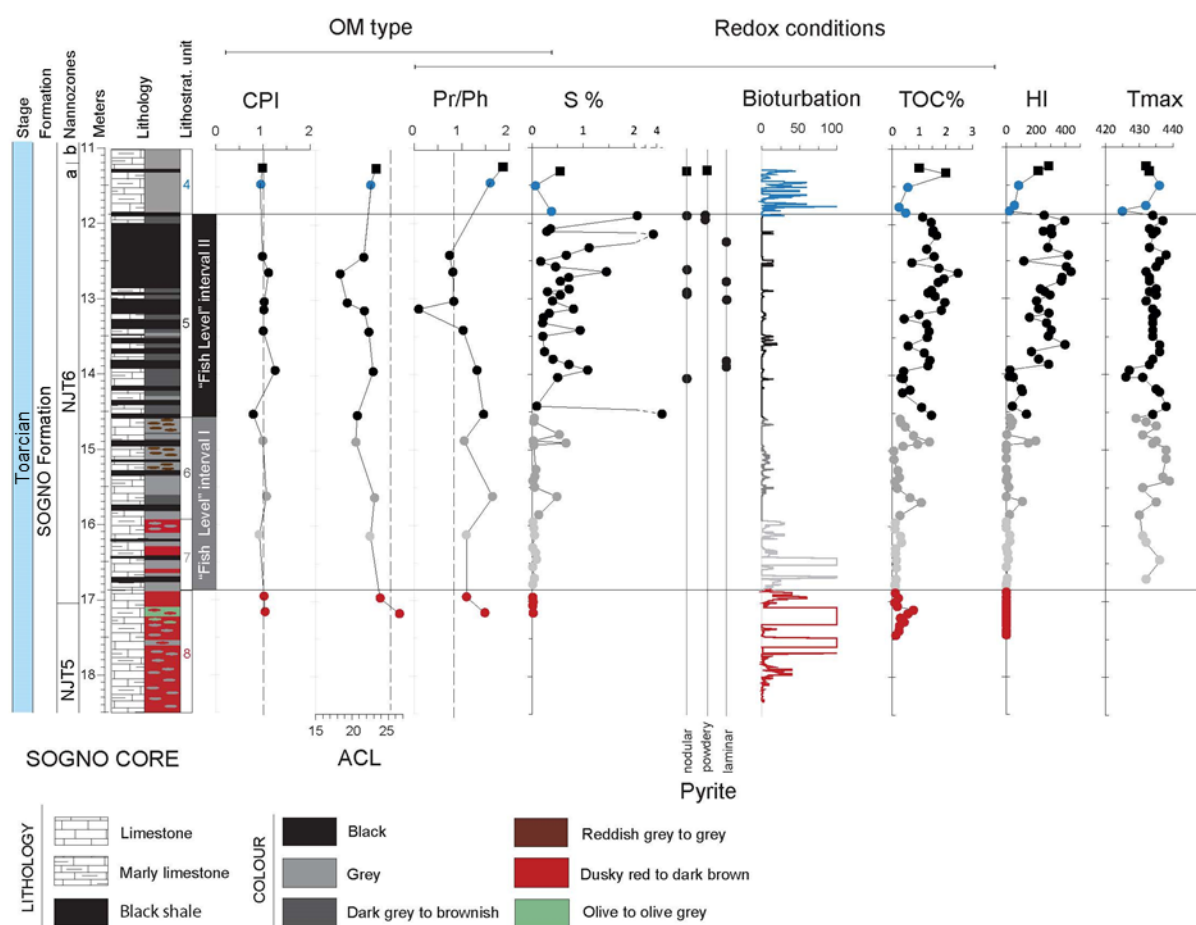 OM type
Redox conditions
Stage
Formation
Nannozones
Meters
Lithology
Lithostrat. unit
CPI
Pr/Ph
S %
Bioturbation
TOC%
HI
Tmax
0 1 2
0 1 2
0 1 2 4
0 50 100
0 1 2 3
0 200 400
420 430 440
Toarcian
SOGNO Formation
NJT6
a b
NJT5
11
12
13
14
15
16
17
18
4
5
6
7
8
"Fish Level" interval II
"Fish Level" interval I
15 20 25
nodular
powdery
laminar
SOGNO CORE
ACL
Pyrite
LITHOLOGY
Limestone
Marly limestone
Black shale
COLOUR
Black
Grey
Dark grey to brownish
Reddish grey to grey
Dusky red to dark brown
Olive to olive grey